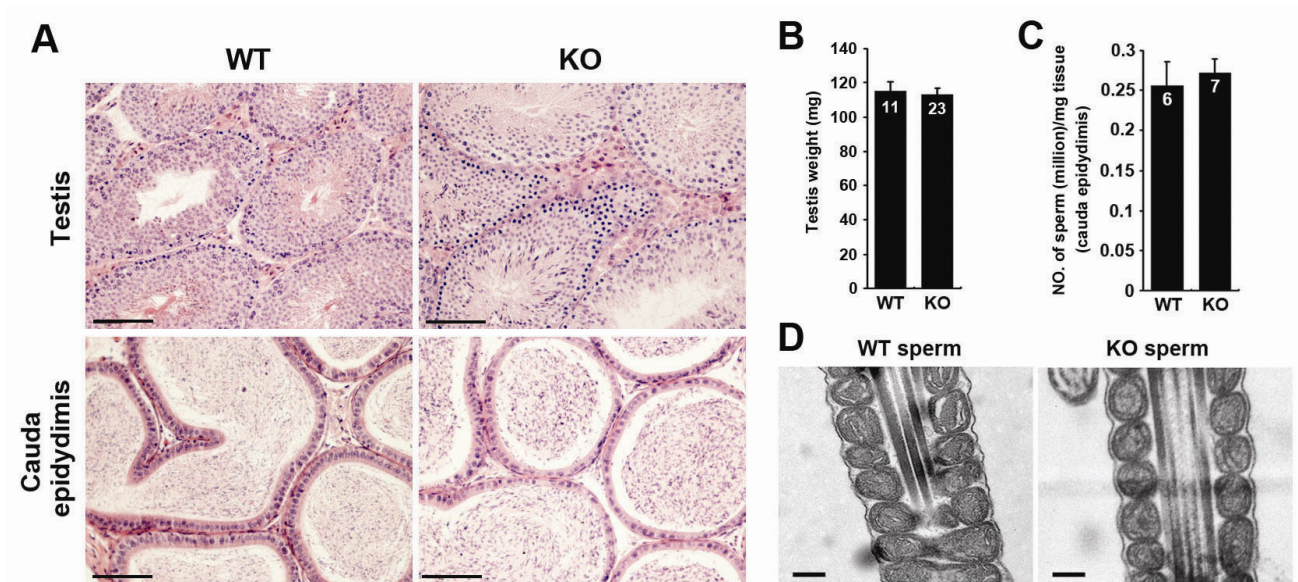 A
WT
KO
Testis
Cauda
epidydimis
B
Testis weight (mg)
140
120
100
80
60
40
20
0
11
23
WT
KO
C
NO. of sperm (million)/mg tissue
(cauda epidydimis)
0.3
0.25
0.2
0.15
0.1
0.05
0
6
7
WT
KO
D
WT sperm
KO sperm